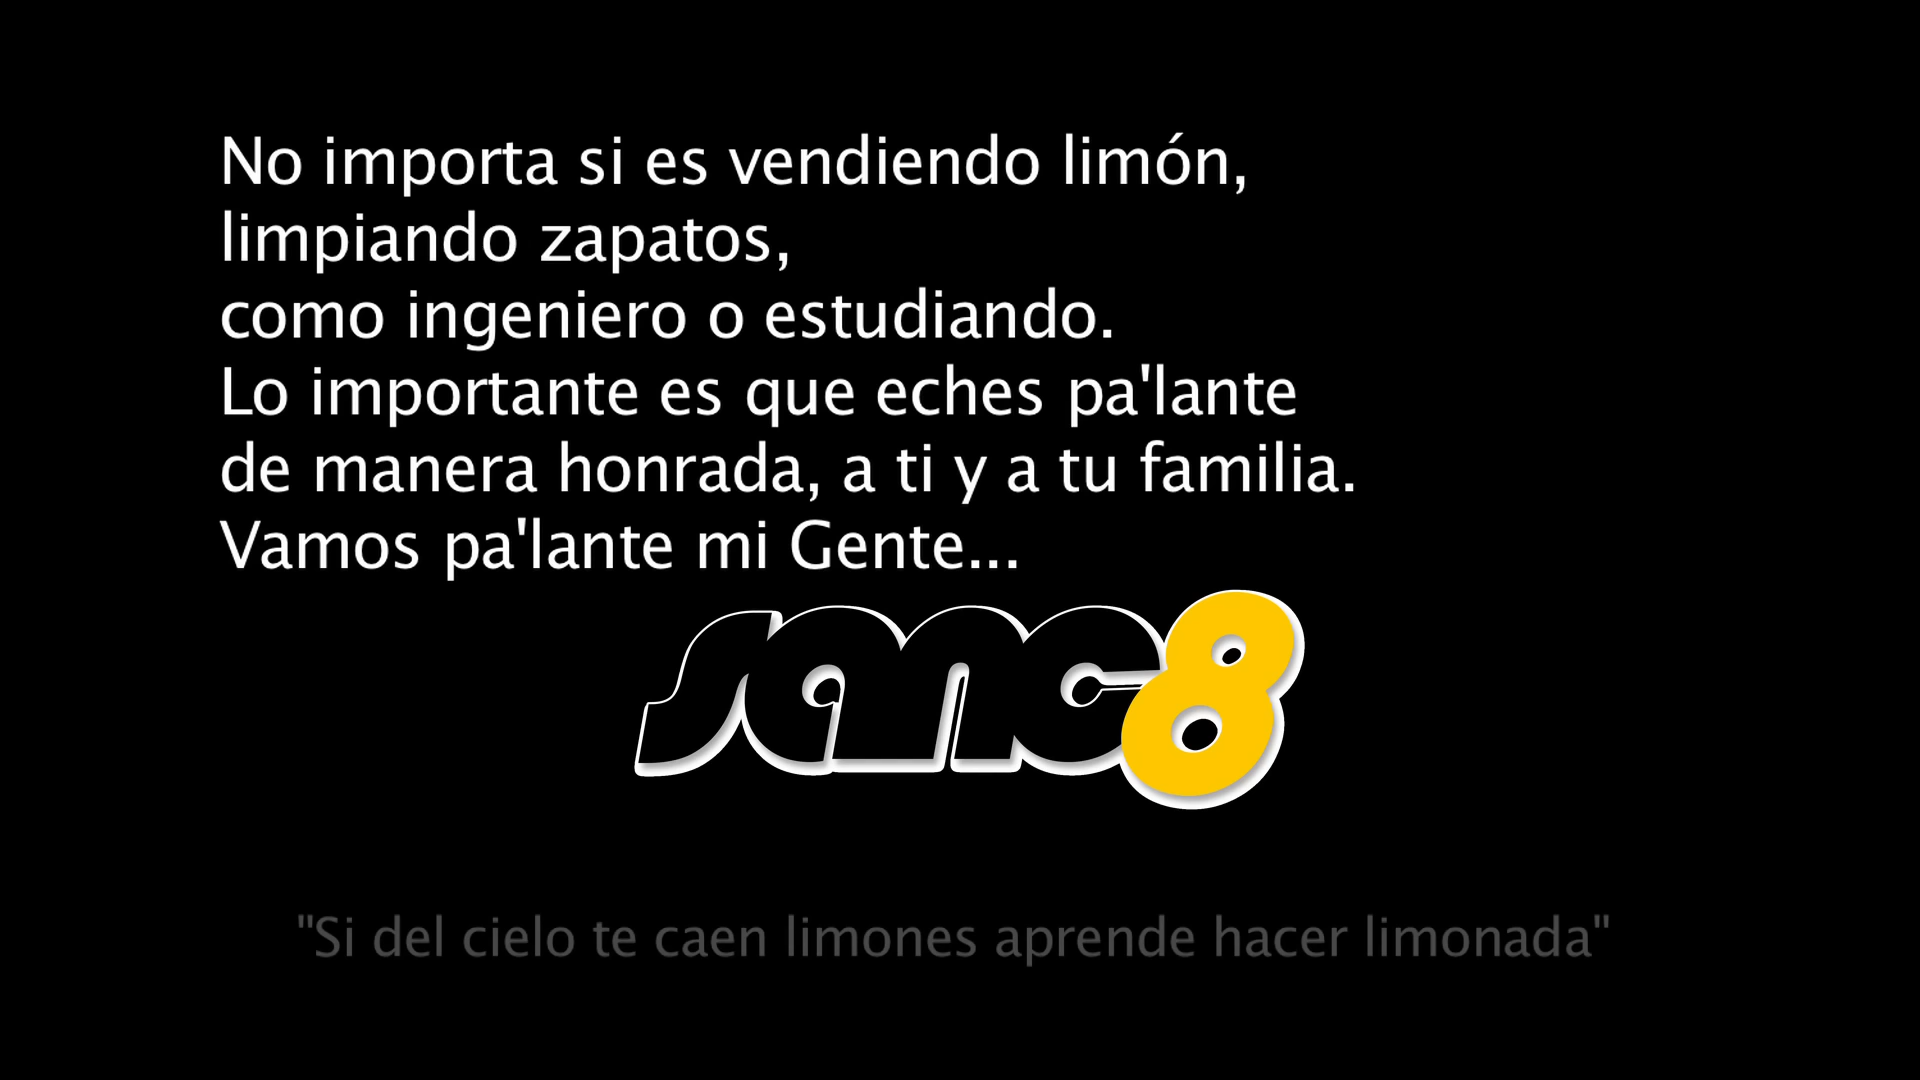 No importa si es vendiendo limón,
limpiando zapatos,
como ingeniero o estudiando.
Lo importante es que eches pa'lante
de manera honrada, a ti y a tu familia.
Vamos pa'lante mi Gente...
sanc8
"Si del cielo te caen limones aprende hacer limonada"